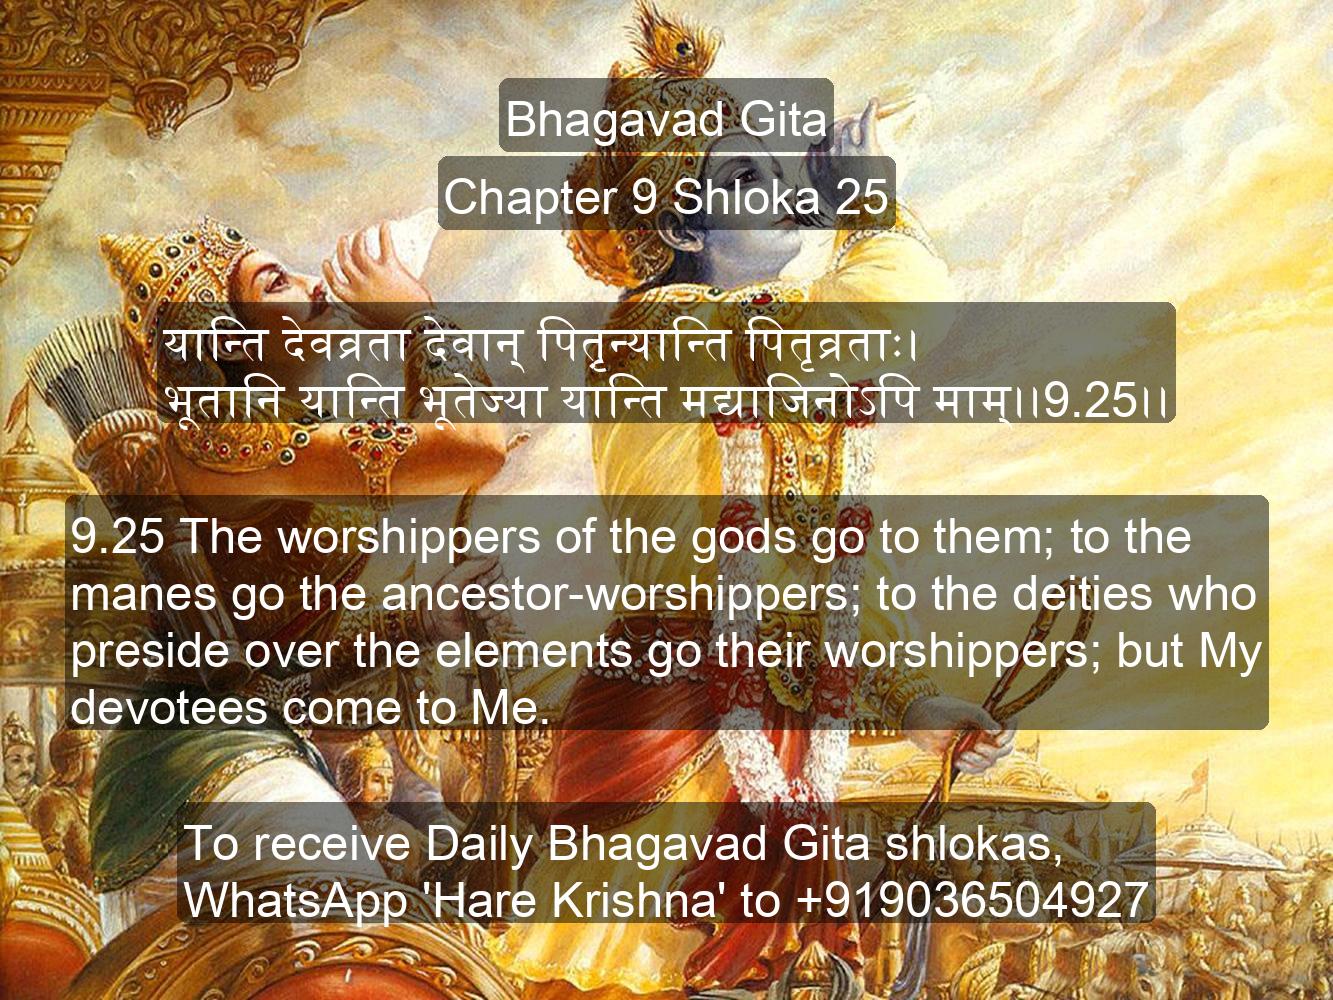 Bhagavad Gita
Chapter 9 Shloka 25
यान्ति देवव्रता देवान् पितृ़न्यान्ति पितृव्रताः।
भूतानि यान्ति भूतेज्या यान्ति मद्याजिनोऽपि माम्।।9.25।।
9.25 The worshippers of the gods go to them; to the
manes go the ancestor-worshippers; to the deities who
preside over the elements go their worshippers; but My
devotees come to Me.
To receive Daily Bhagavad Gita shlokas,
WhatsApp 'Hare Krishna' to +919036504927